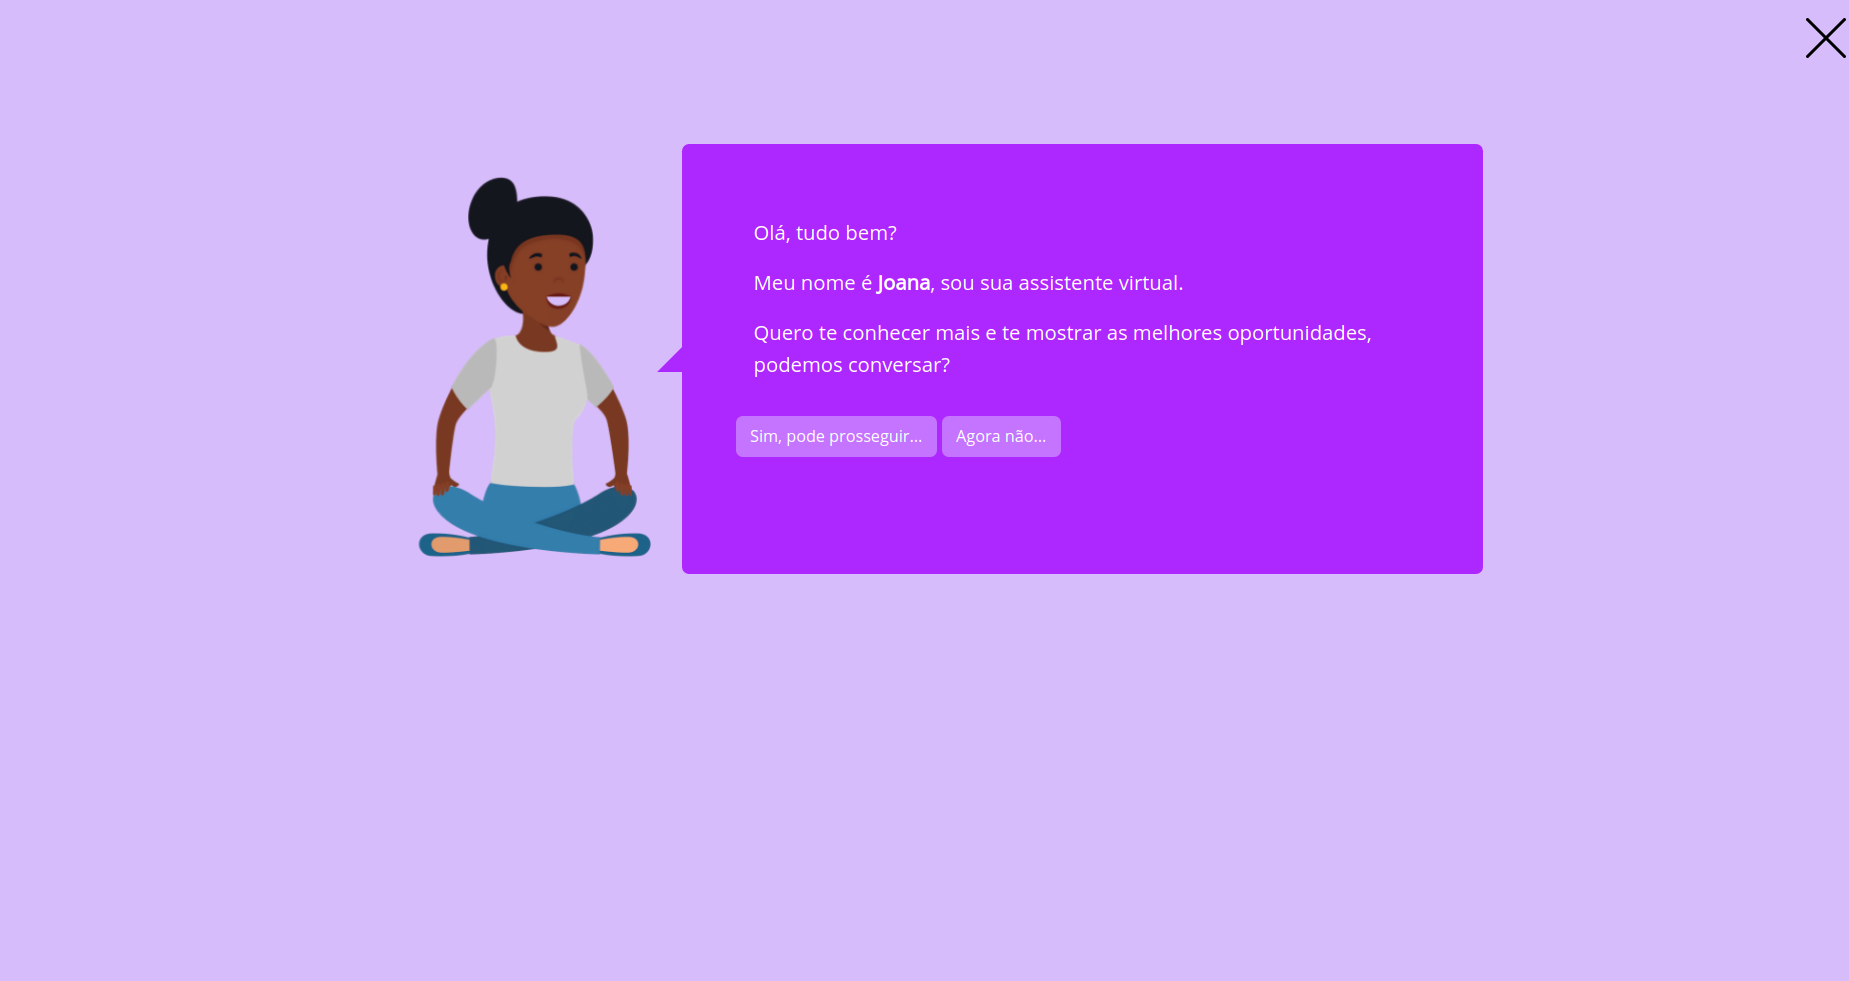 Olá, tudo bem?
Meu nome é Joana, sou sua assistente virtual.
Quero te conhecer mais e te mostrar as melhores oportunidades,
podemos conversar?
Sim, pode prosseguir...
Agora não...